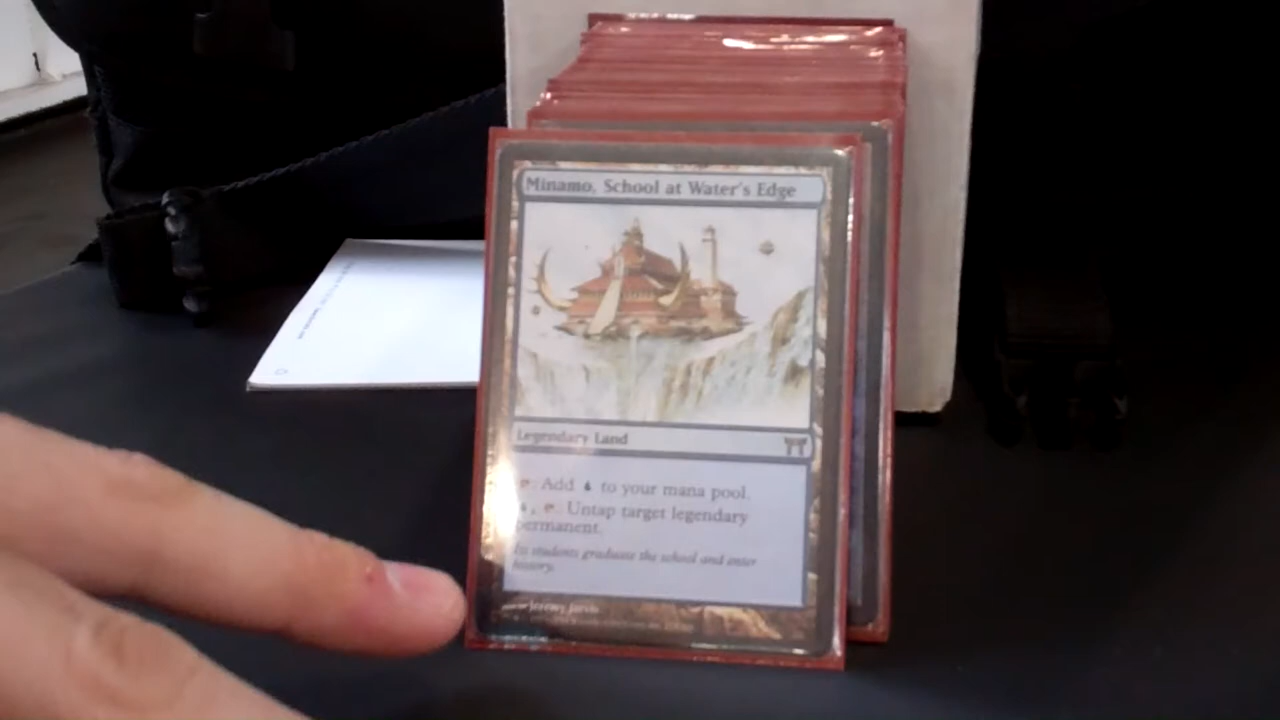 Minamo, School at Water's Edge
Legendary Land
: Add to your mana pool.
, : Untap target legendary
permanent.
Its students graduate the school and enter
history.
Jeremy Jarvis